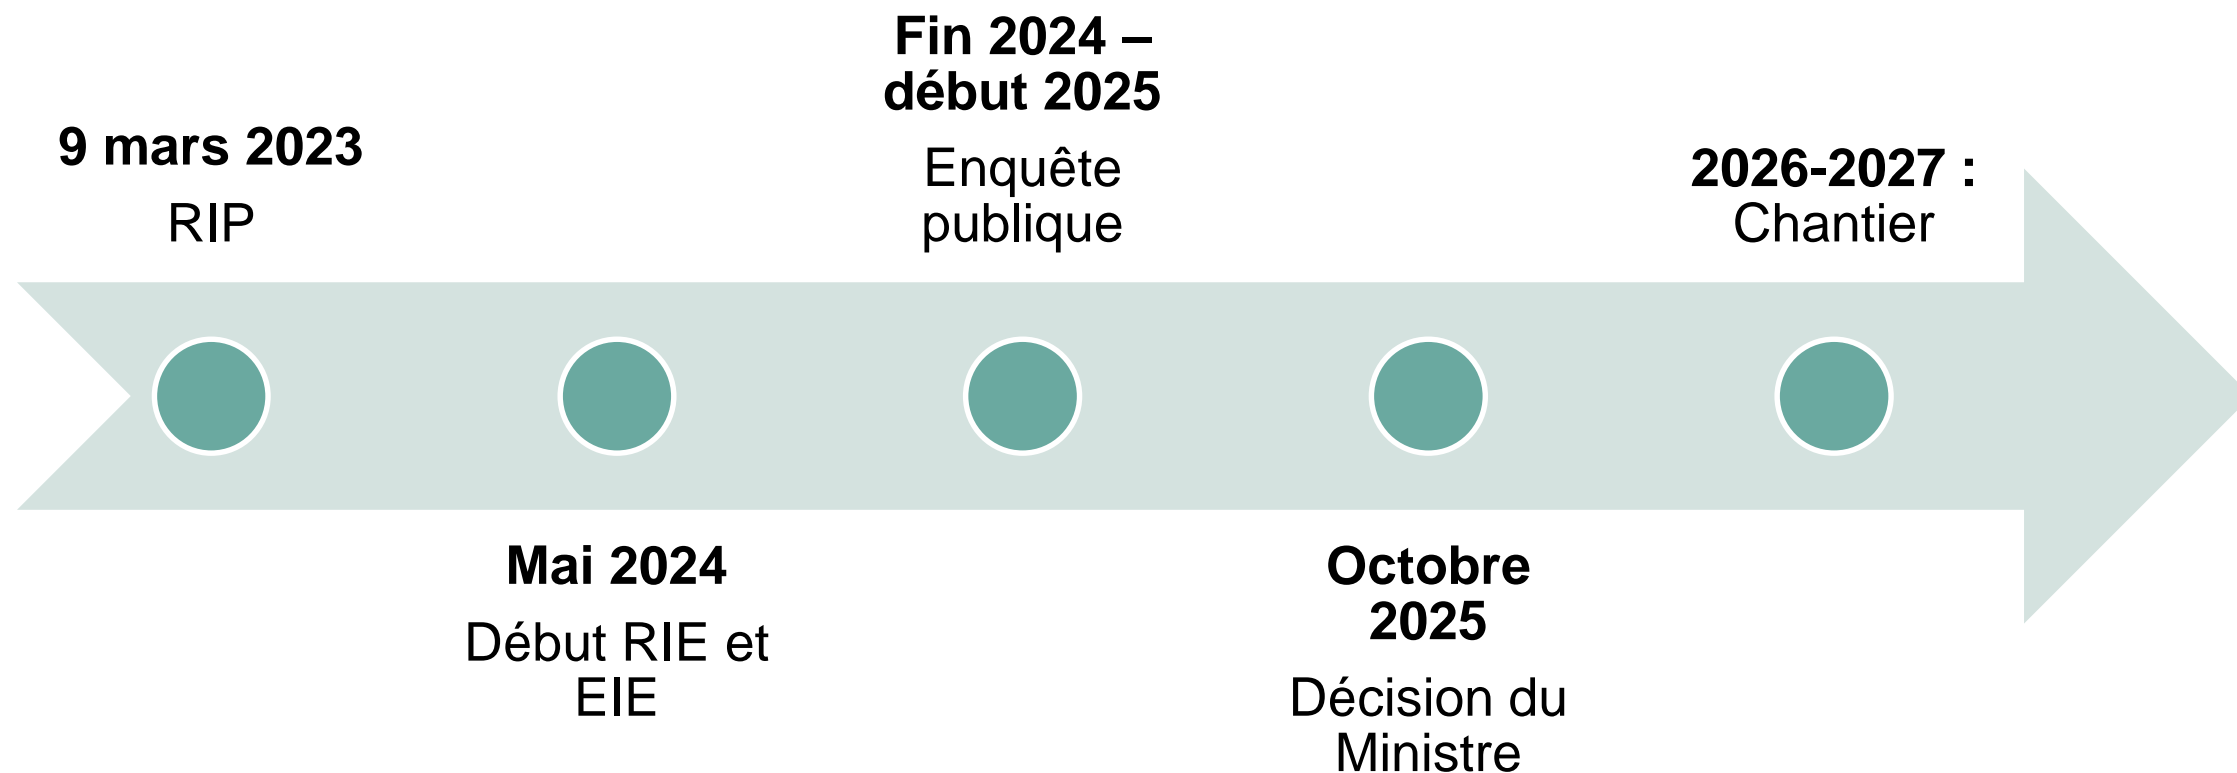 9 mars 2023
RIP
Mai 2024
Début RIE et
EIE
Fin 2024 –
début 2025
Enquête
publique
Octobre
2025
Décision du
Ministre
2026-2027 :
Chantier